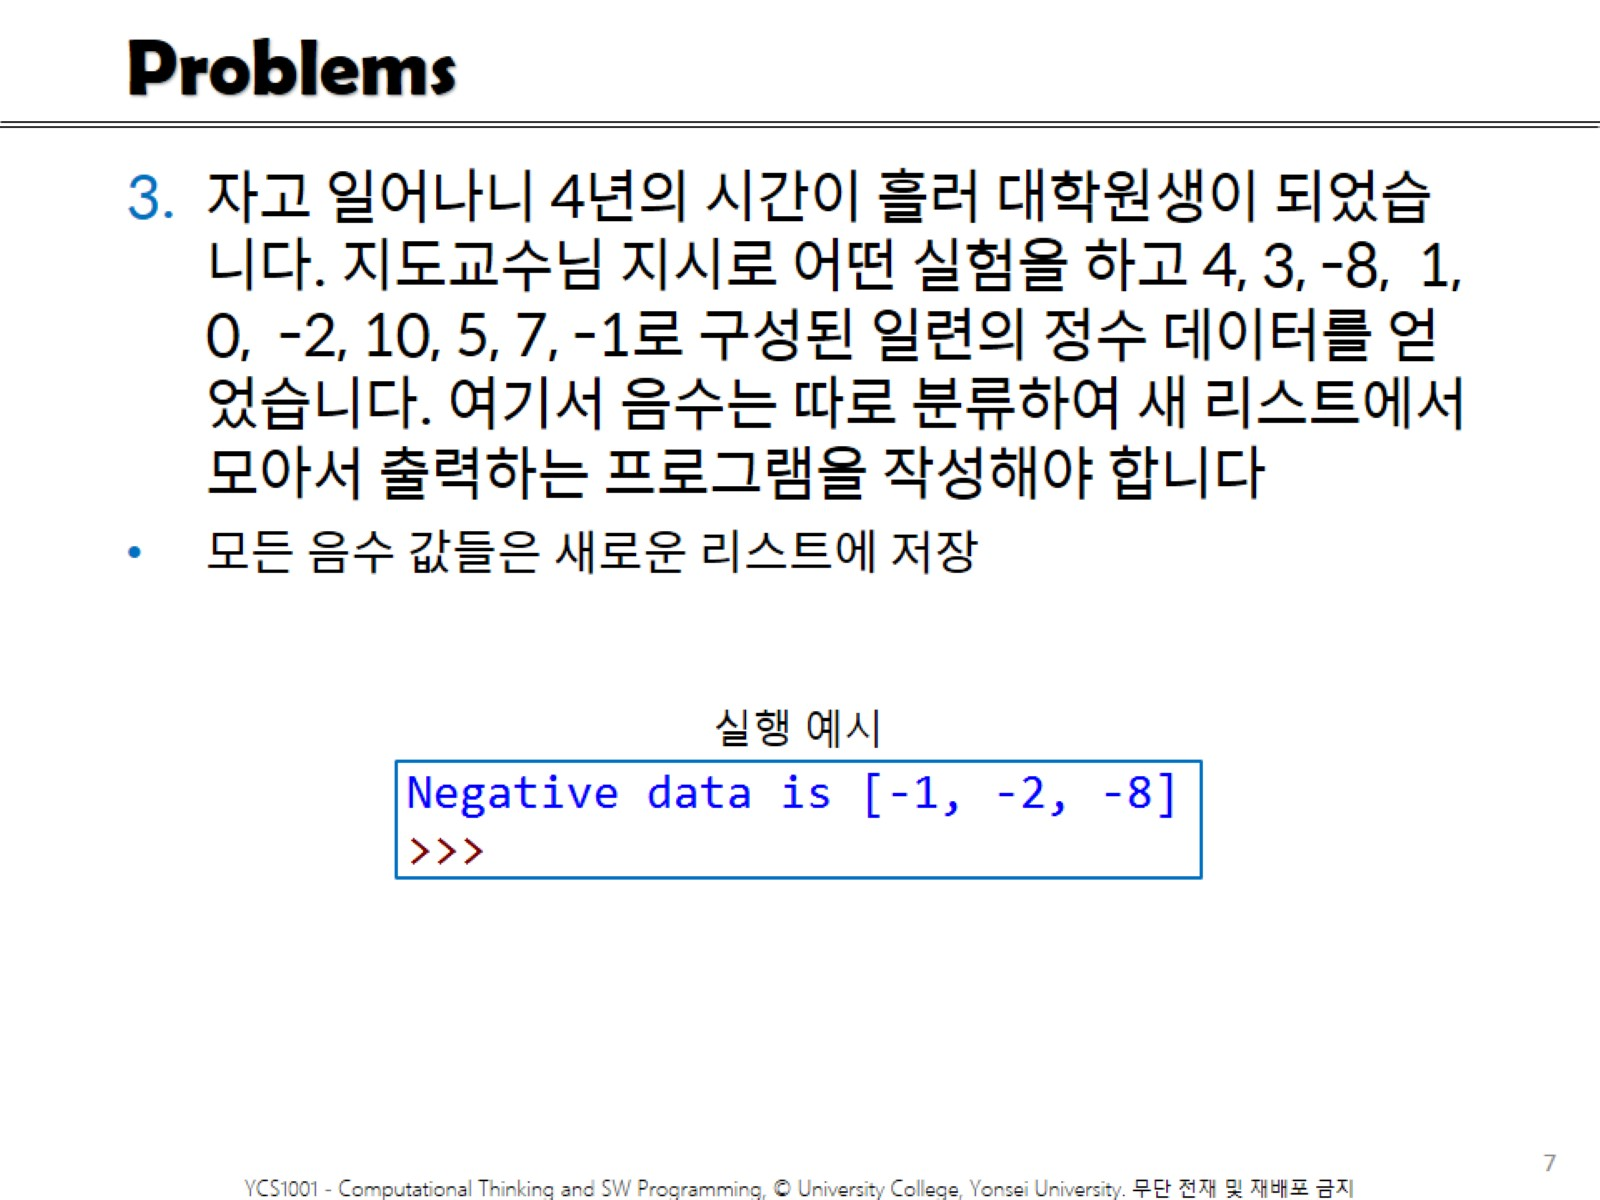 Problems
3. 자고 일어나니 4년의 시간이 흘러 대학원생이 되었습
니다. 지도교수님 지시로 어떤 실험을 하고 4, 3, -8, 1,
0, -2, 10, 5, 7, -1로 구성된 일련의 정수 데이터를 얻
었습니다. 여기서 음수는 따로 분류하여 새 리스트에서
모아서 출력하는 프로그램을 작성해야 합니다
• 모든 음수 값들은 새로운 리스트에 저장
실행 예시
Negative data is [-1, -2, -8]
>>>
7
YCS1001 - Computational Thinking and SW Programming, © University College, Yonsei University. 무단 전재 및 재배포 금지